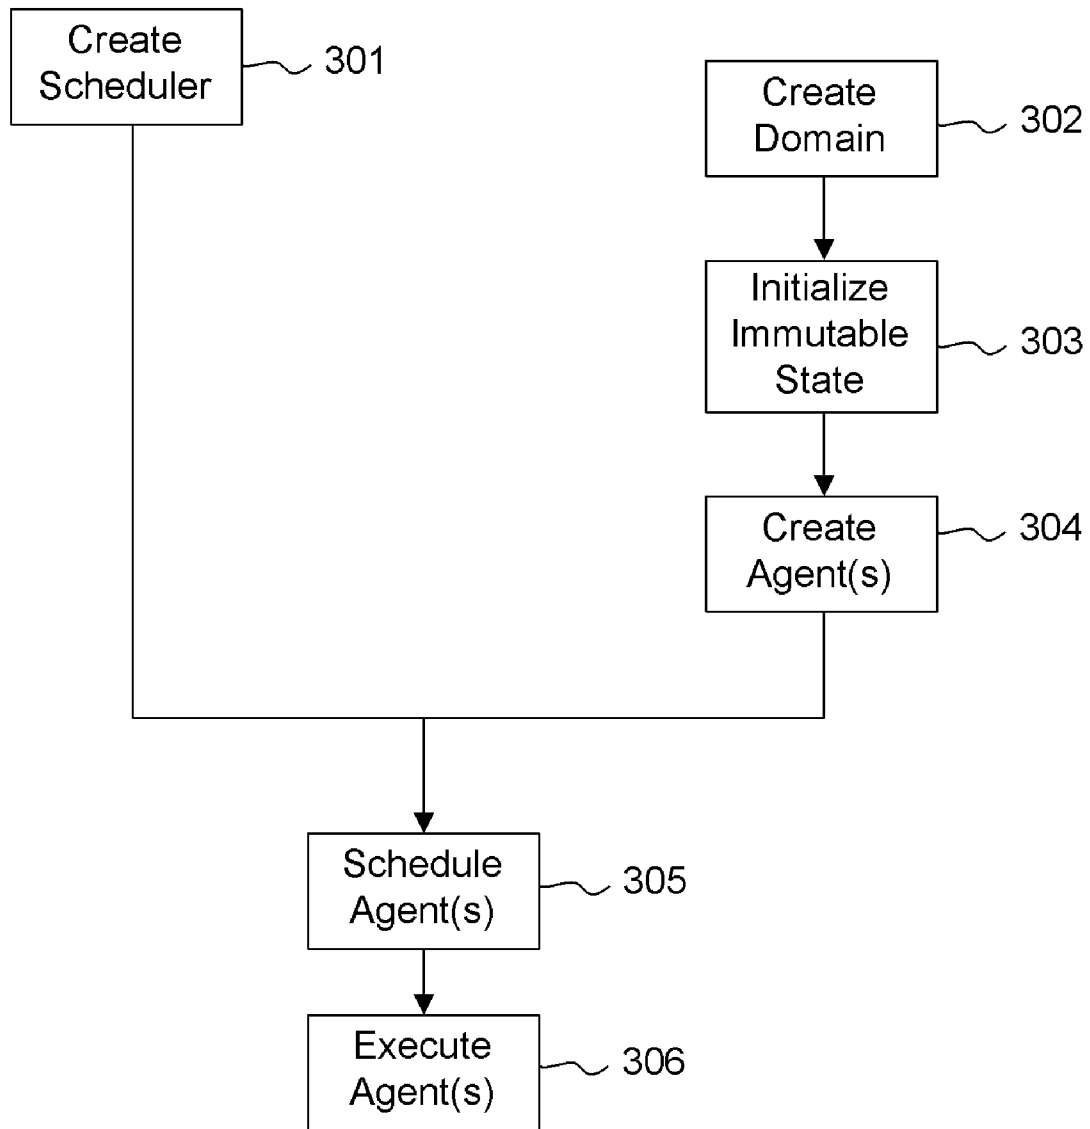 Create
Scheduler
301
Create
Domain
302
Initialize
Immutable
State
303
Create
Agent(s)
304
Schedule
Agent(s)
305
Execute
Agent(s)
306